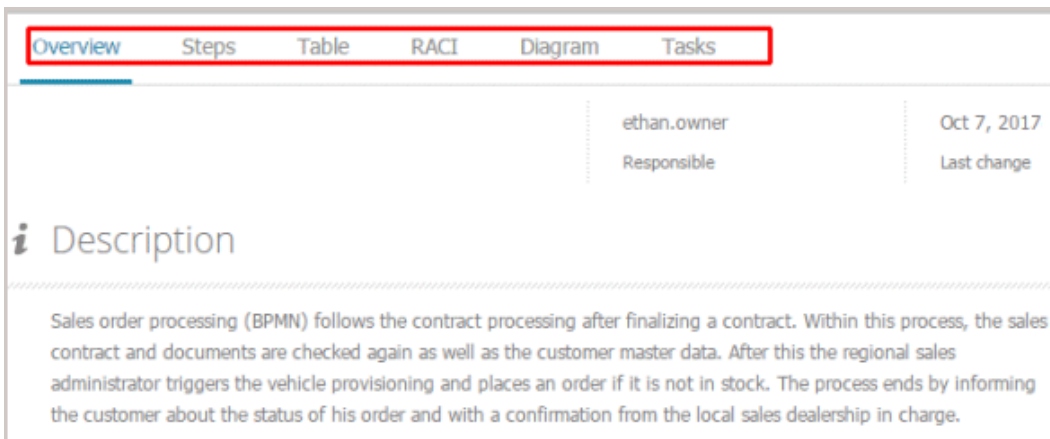 Overview Steps Table RACI Diagram Tasks
ethan.owner Oct 7, 2017
Responsible Last change
i Description
Sales order processing (BPMN) follows the contract processing after finalizing a contract. Within this process, the sales
contract and documents are checked again as well as the customer master data. After this the regional sales
administrator triggers the vehicle provisioning and places an order if it is not in stock. The process ends by informing
the customer about the status of his order and with a confirmation from the local sales dealership in charge.